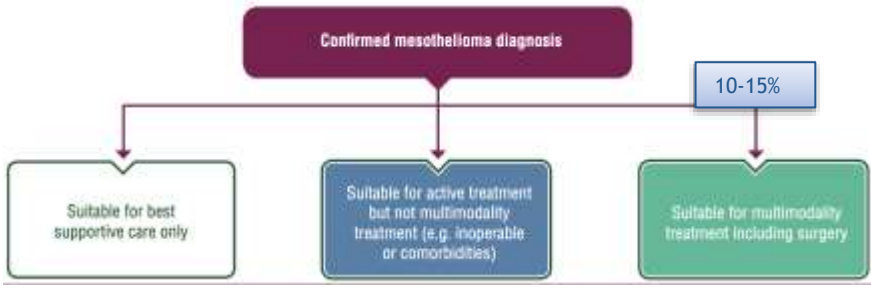 Confirmed mesothelioma diagnosis
10-15%
Suitable for best
supportive care only
Suitable for active treatment
but not multimodality
treatment (e.g. inoperable
or comorbidities)
Suitable for multimodality
treatment including surgery